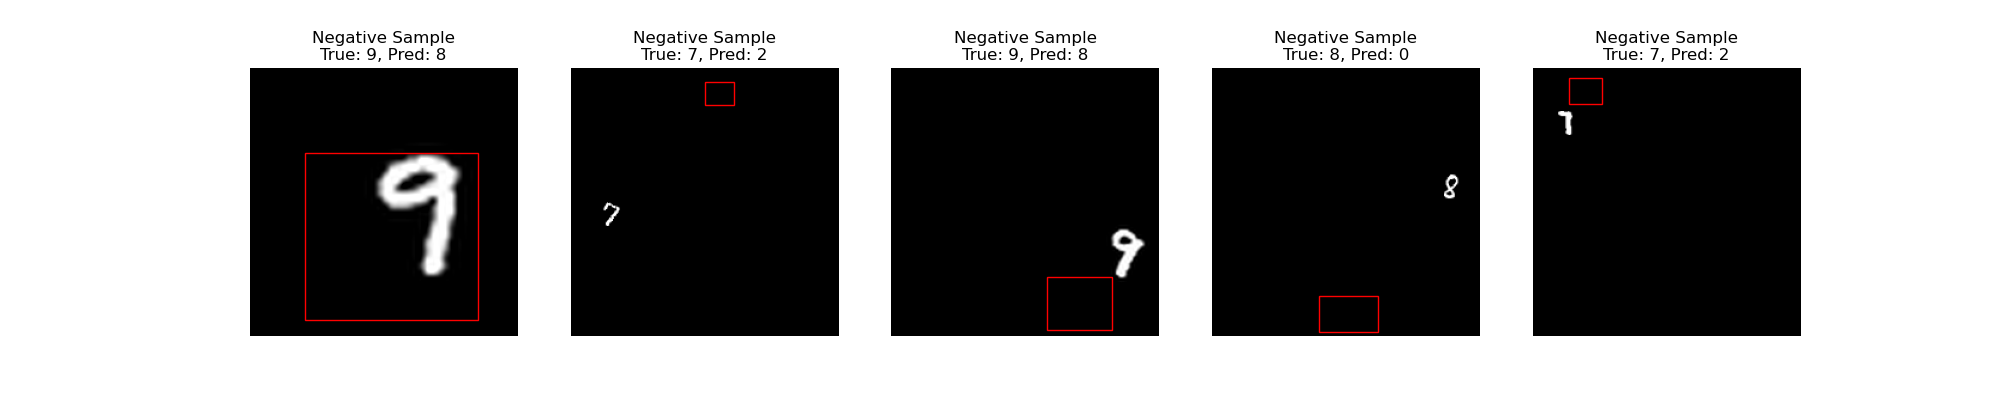 Negative Sample
True: 9, Pred: 8
9
Negative Sample
True: 7, Pred: 2
7
Negative Sample
True: 9, Pred: 8
9
Negative Sample
True: 8, Pred: 0
8
Negative Sample
True: 7, Pred: 2
7